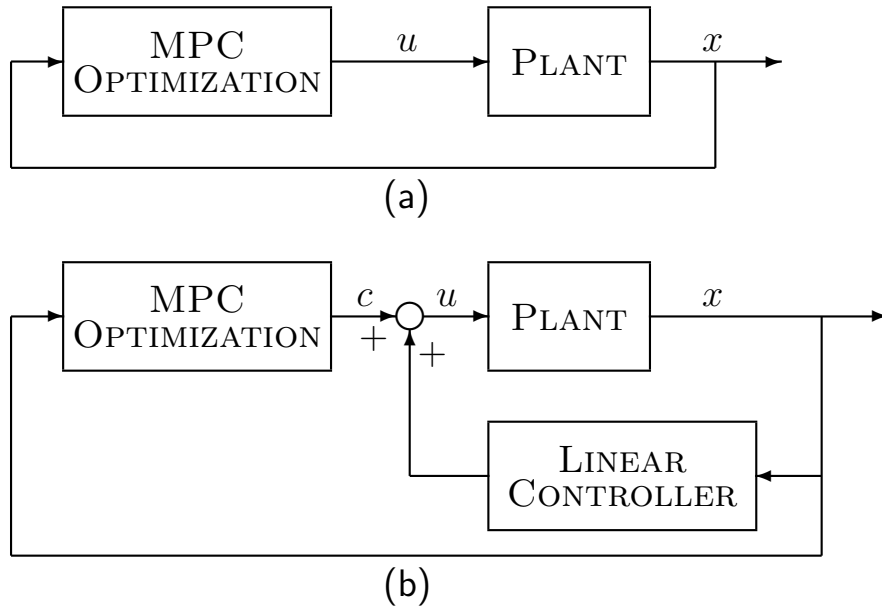 MPC
OPTIMIZATION
u
PLANT
x
(a)
MPC
OPTIMIZATION
c
+
+
u
PLANT
x
LINEAR
CONTROLLER
(b)